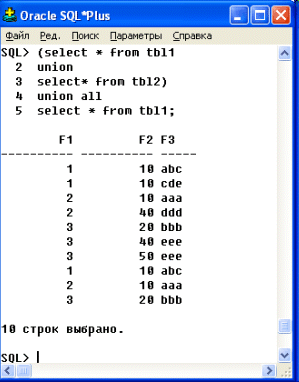 Oracle SQL*Plus
Файл Ред. Поиск Параметры Справка
SQL> (select * from tbl1
2 union
3 select* from tbl2)
4 union all
5 select * from tbl1;
F1 F2 F3
---------- ---------- -----
1 10 abc
1 10 cde
2 10 aaa
2 40 ddd
3 20 bbb
3 40 eee
3 50 eee
1 10 abc
2 10 aaa
3 20 bbb
10 строк выбрано.
SQL>